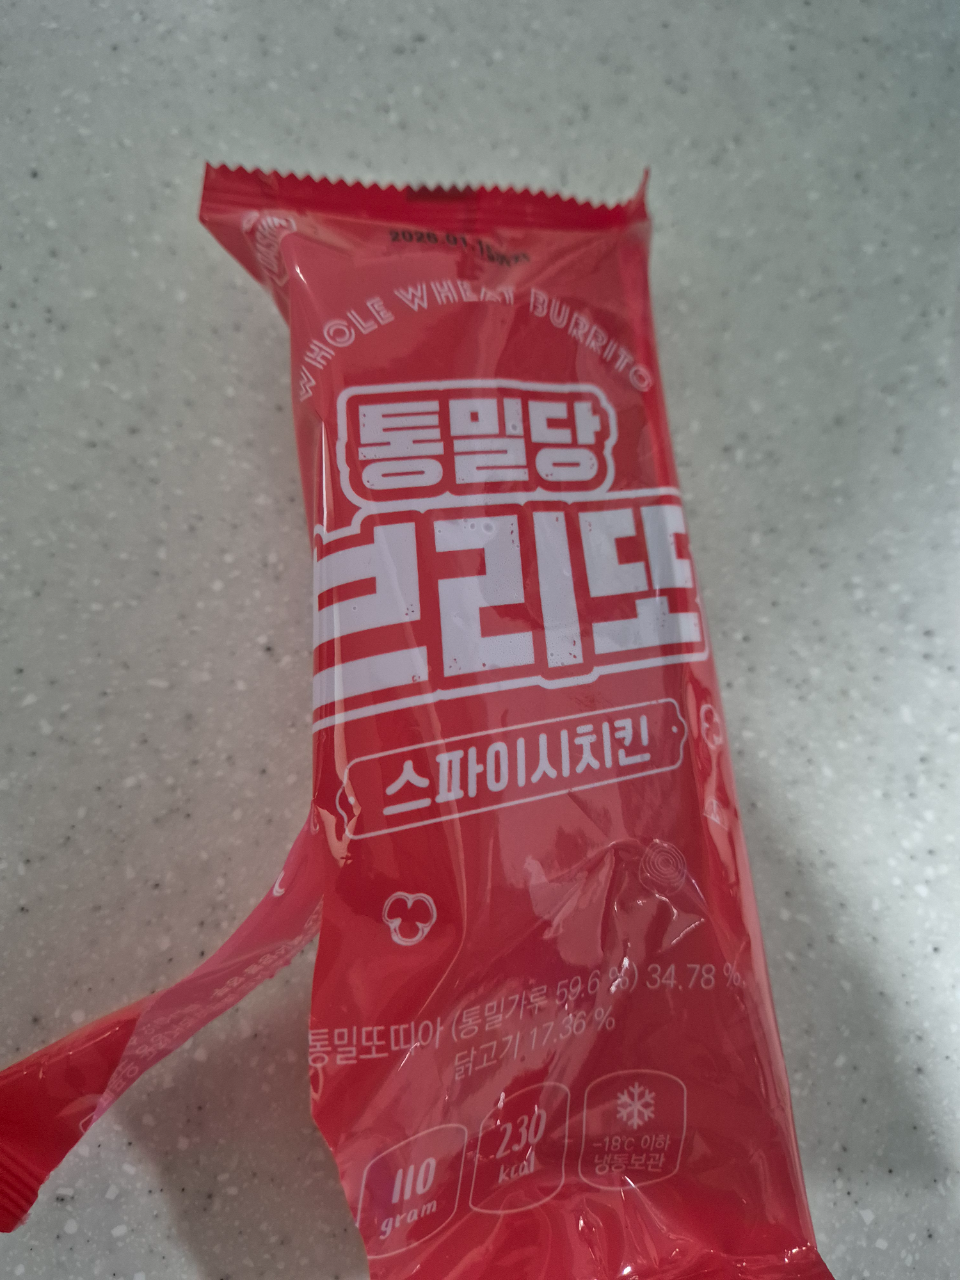 WHOLE WHEAT BURRITO
통밀당
브리또
스파이시치킨
통밀또띠아 (통밀가루 59.6 %) 34.78 %,
닭고기 17.36 %
110
gram
230
kcal
-18℃ 이하
냉동보관